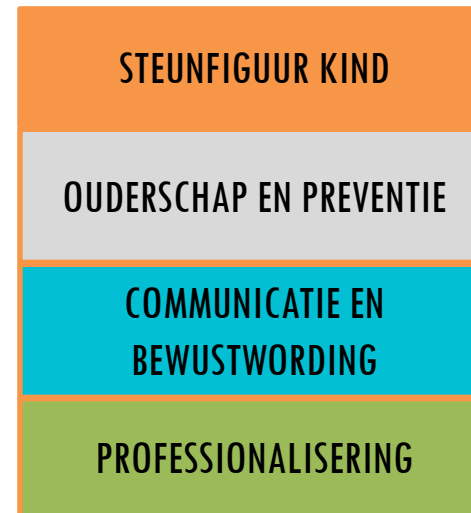 STEUNFIGUUR KIND
OUDERSCHAP EN PREVENTIE
COMMUNICATIE EN
BEWUSTWORDING
PROFESSIONALISERING